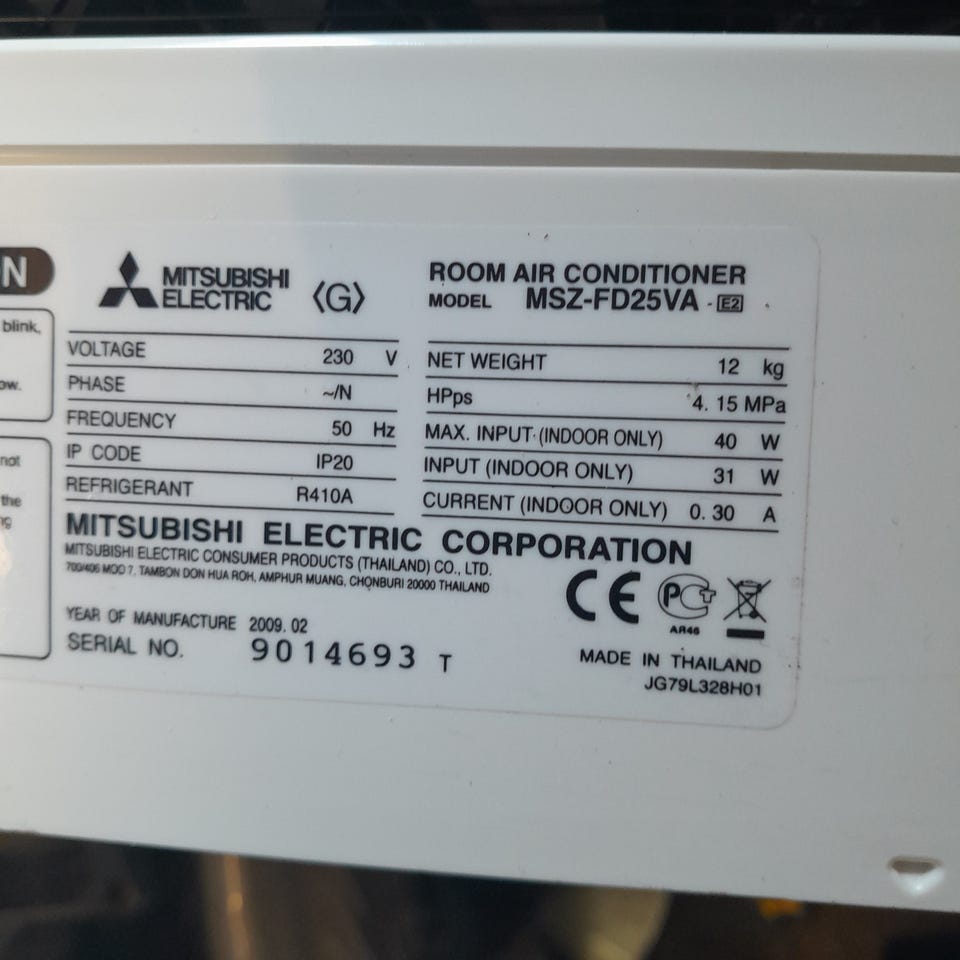 N
blink,
ow.
not
the
ng
MITSUBISHI
ELECTRIC
〈G〉
VOLTAGE 230 V
PHASE ~/N
FREQUENCY 50 Hz
IP CODE IP20
REFRIGERANT R410A
ROOM AIR CONDITIONER
MODEL MSZ-FD25VA - E2
NET WEIGHT 12 kg
HPps 4. 15 MPa
MAX. INPUT (INDOOR ONLY) 40 W
INPUT (INDOOR ONLY) 31 W
CURRENT (INDOOR ONLY) 0. 30 A
MITSUBISHI ELECTRIC CORPORATION
MITSUBISHI ELECTRIC CONSUMER PRODUCTS (THAILAND) CO., LTD.
700/406 MOO 7, TAMBON DON HUA ROH, AMPHUR MUANG, CHONBURI 20000 THAILAND
CE
PCT
AR46
YEAR OF MANUFACTURE 2009. 02
SERIAL NO. 9014693 T
MADE IN THAILAND
JG79L328H01